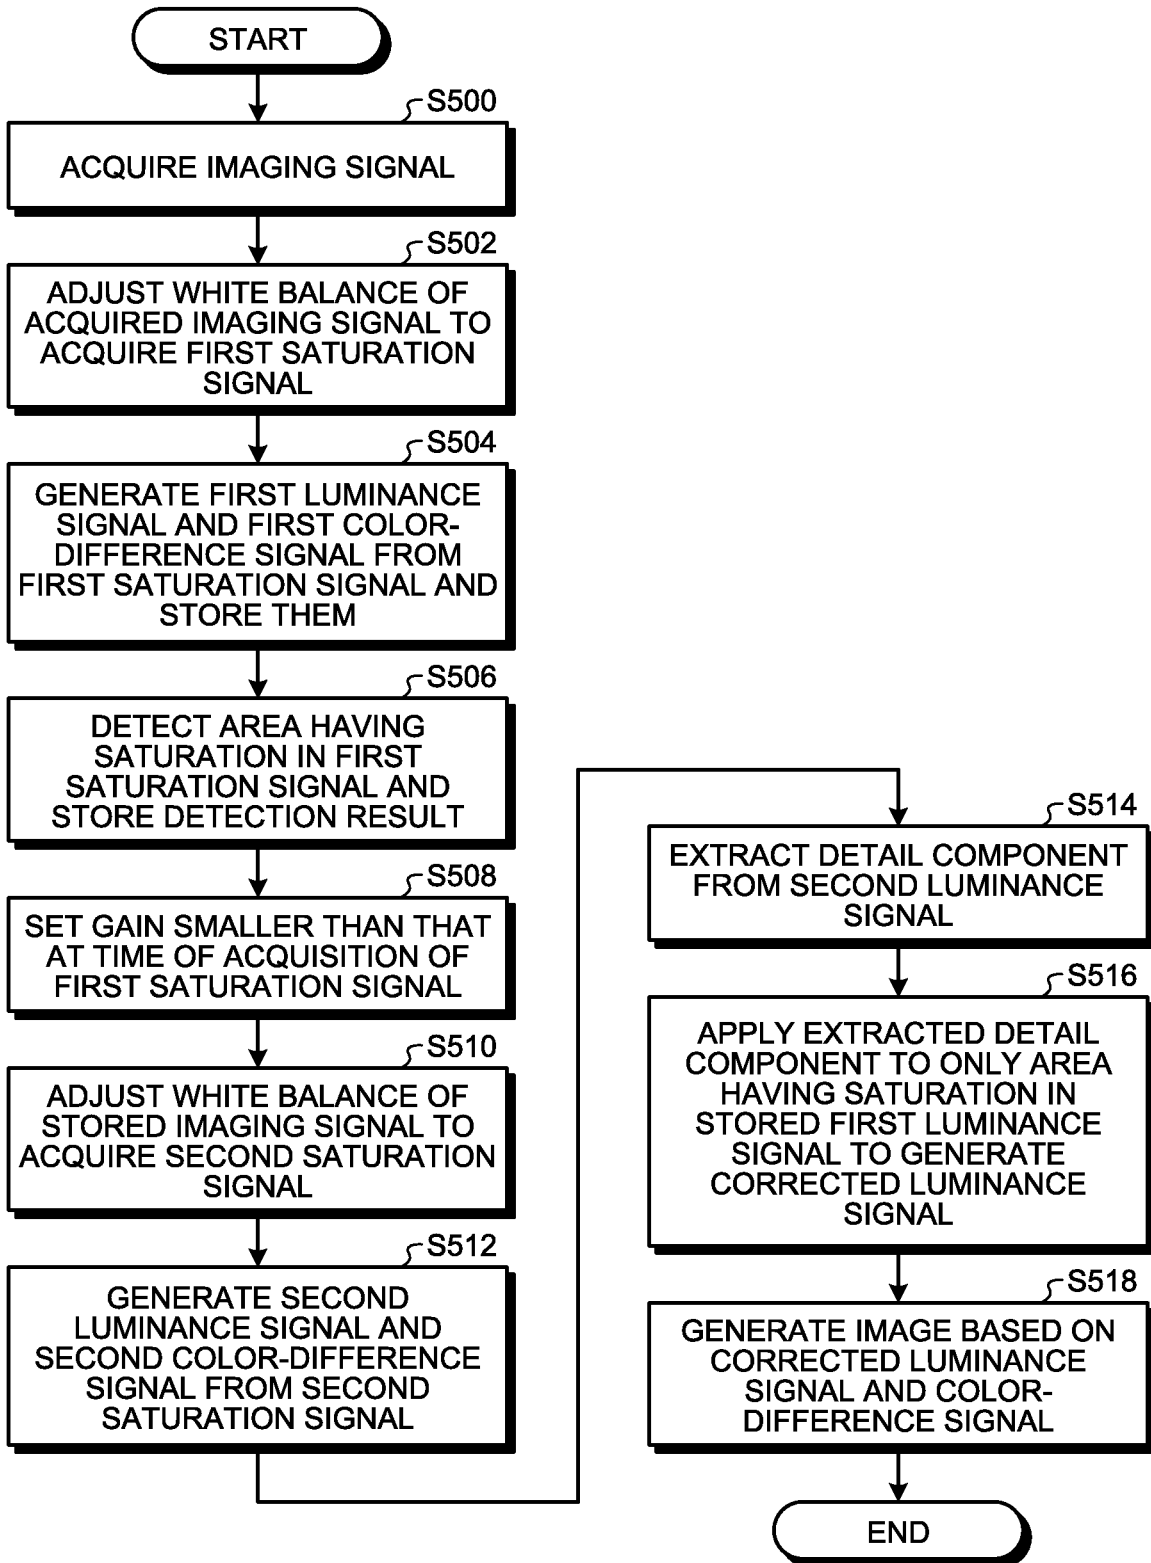 START
S500
ACQUIRE IMAGING SIGNAL
S502
ADJUST WHITE BALANCE OF
ACQUIRED IMAGING SIGNAL TO
ACQUIRE FIRST SATURATION
SIGNAL
S504
GENERATE FIRST LUMINANCE
SIGNAL AND FIRST COLOR-
DIFFERENCE SIGNAL FROM
FIRST SATURATION SIGNAL AND
STORE THEM
S506
DETECT AREA HAVING
SATURATION IN FIRST
SATURATION SIGNAL AND
STORE DETECTION RESULT
S508
SET GAIN SMALLER THAN THAT
AT TIME OF ACQUISITION OF
FIRST SATURATION SIGNAL
S510
ADJUST WHITE BALANCE OF
STORED IMAGING SIGNAL TO
ACQUIRE SECOND SATURATION
SIGNAL
S512
GENERATE SECOND
LUMINANCE SIGNAL AND
SECOND COLOR-DIFFERENCE
SIGNAL FROM SECOND
SATURATION SIGNAL
S514
EXTRACT DETAIL COMPONENT
FROM SECOND LUMINANCE
SIGNAL
S516
APPLY EXTRACTED DETAIL
COMPONENT TO ONLY AREA
HAVING SATURATION IN
STORED FIRST LUMINANCE
SIGNAL TO GENERATE
CORRECTED LUMINANCE
SIGNAL
S518
GENERATE IMAGE BASED ON
CORRECTED LUMINANCE
SIGNAL AND COLOR-
DIFFERENCE SIGNAL
END